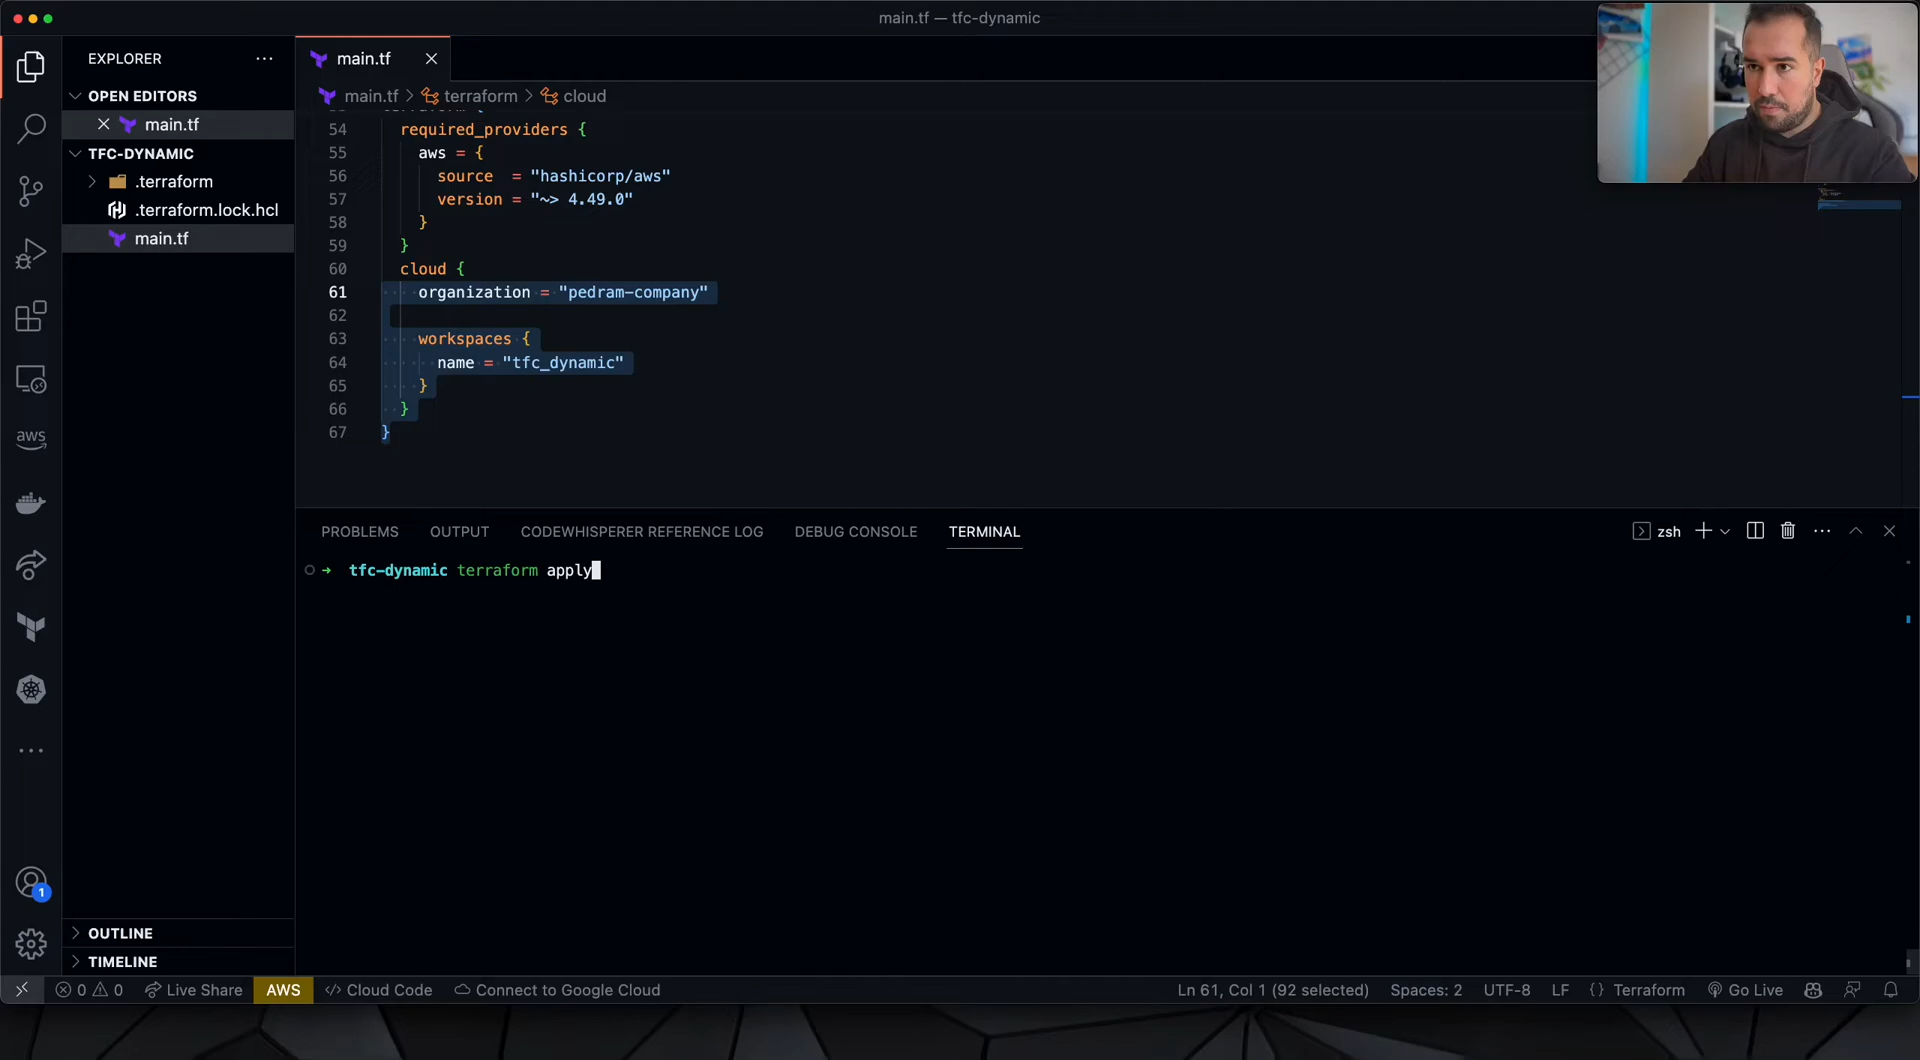 main.tf — tfc-dynamic
EXPLORER
OPEN EDITORS
main.tf
TFC-DYNAMIC
.terraform
.terraform.lock.hcl
main.tf
OUTLINE
TIMELINE
aws
1
main.tf
main.tf > terraform > cloud
54 required_providers {
55 aws = {
56 source = "hashicorp/aws"
57 version = "~> 4.49.0"
58 }
59 }
60 cloud {
61 organization = "pedram-company"
62
63 workspaces {
64 name = "tfc_dynamic"
65 }
66 }
67 }
PROBLEMS OUTPUT CODEWHISPERER REFERENCE LOG DEBUG CONSOLE TERMINAL zsh
→ tfc-dynamic terraform apply
0 0 Live Share AWS Cloud Code Connect to Google Cloud Ln 61, Col 1 (92 selected) Spaces: 2 UTF-8 LF {} Terraform Go Live